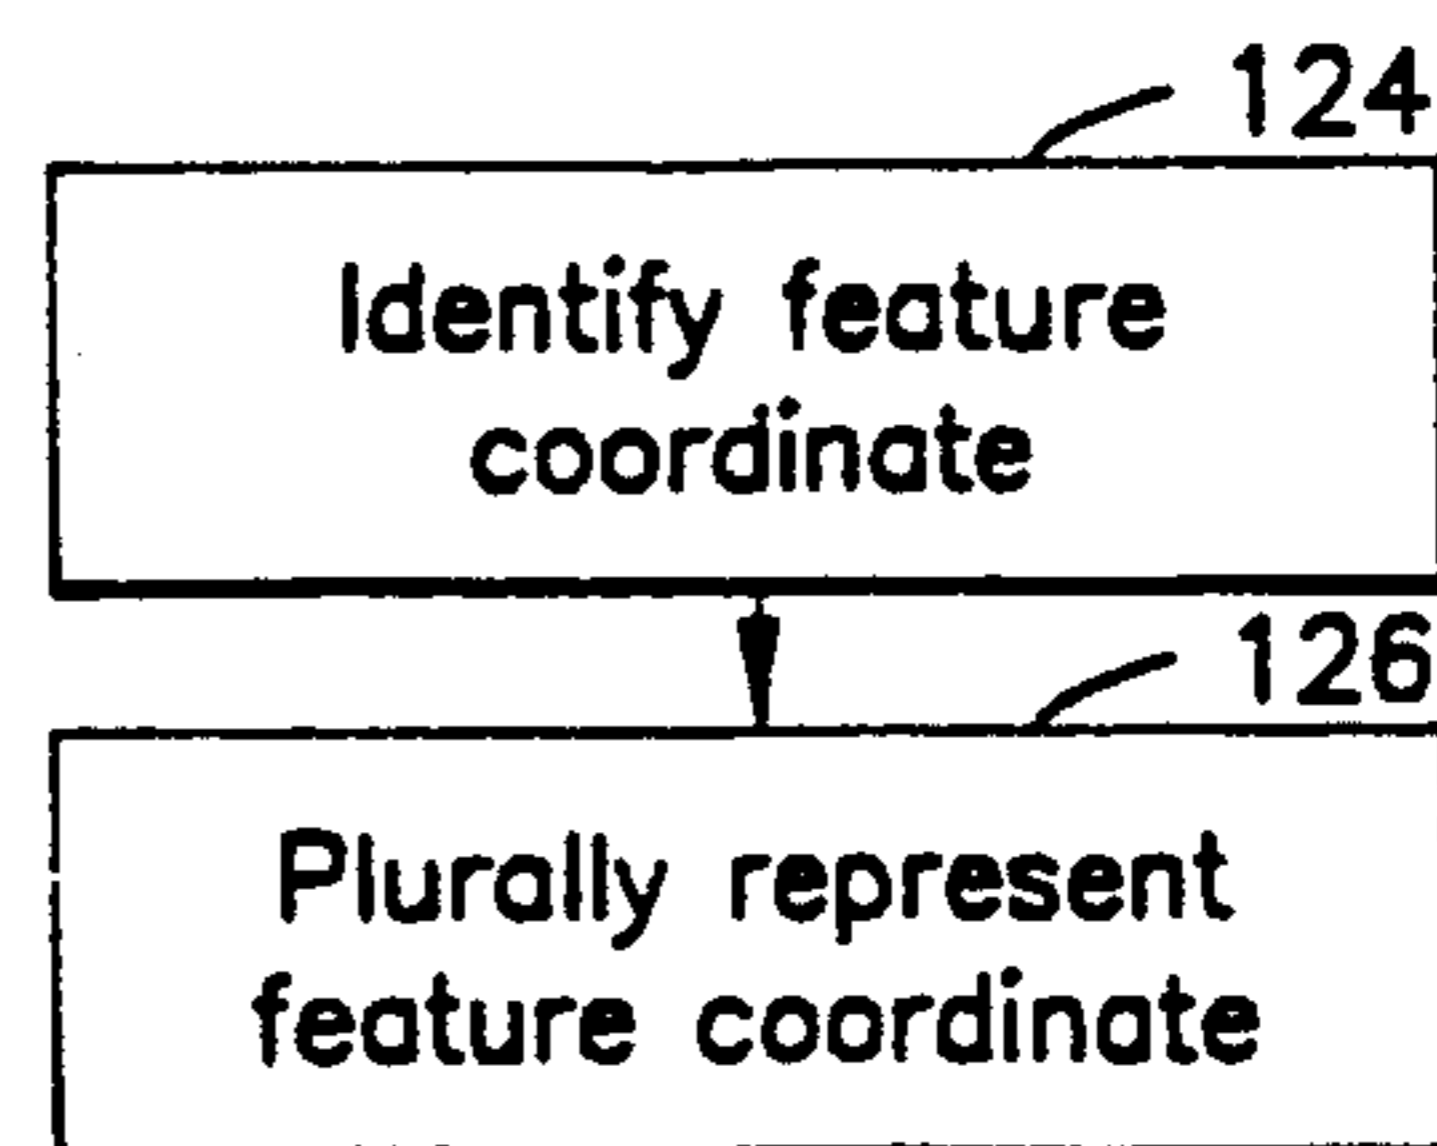 124
Identify feature
coordinate
126
Plurally represent
feature coordinate